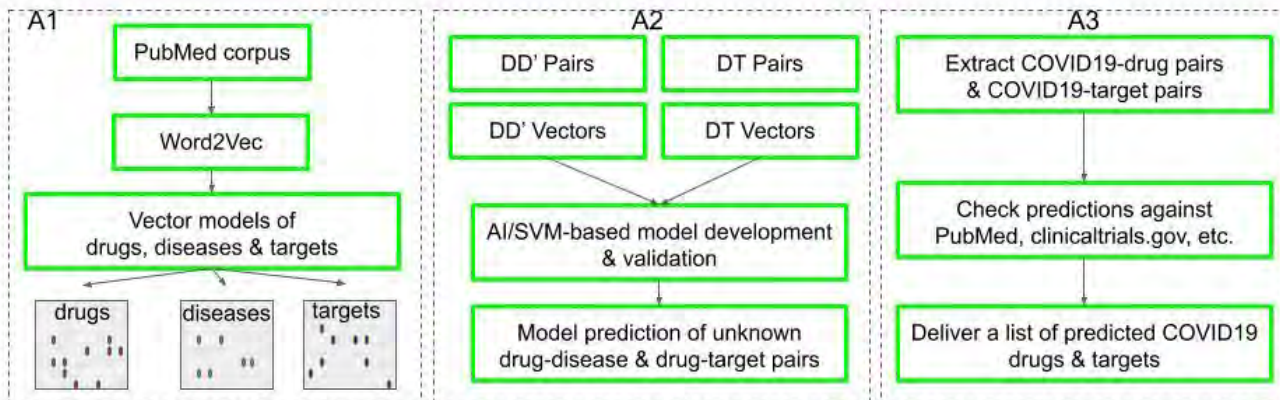 A1
PubMed corpus
Word2Vec
Vector models of
drugs, diseases & targets
drugs
diseases
targets
A2
DD' Pairs
DT Pairs
DD' Vectors
DT Vectors
AI/SVM-based model development
& validation
Model prediction of unknown
drug-disease & drug-target pairs
A3
Extract COVID19-drug pairs
& COVID19-target pairs
Check predictions against
PubMed, clinicaltrials.gov, etc.
Deliver a list of predicted COVID19
drugs & targets